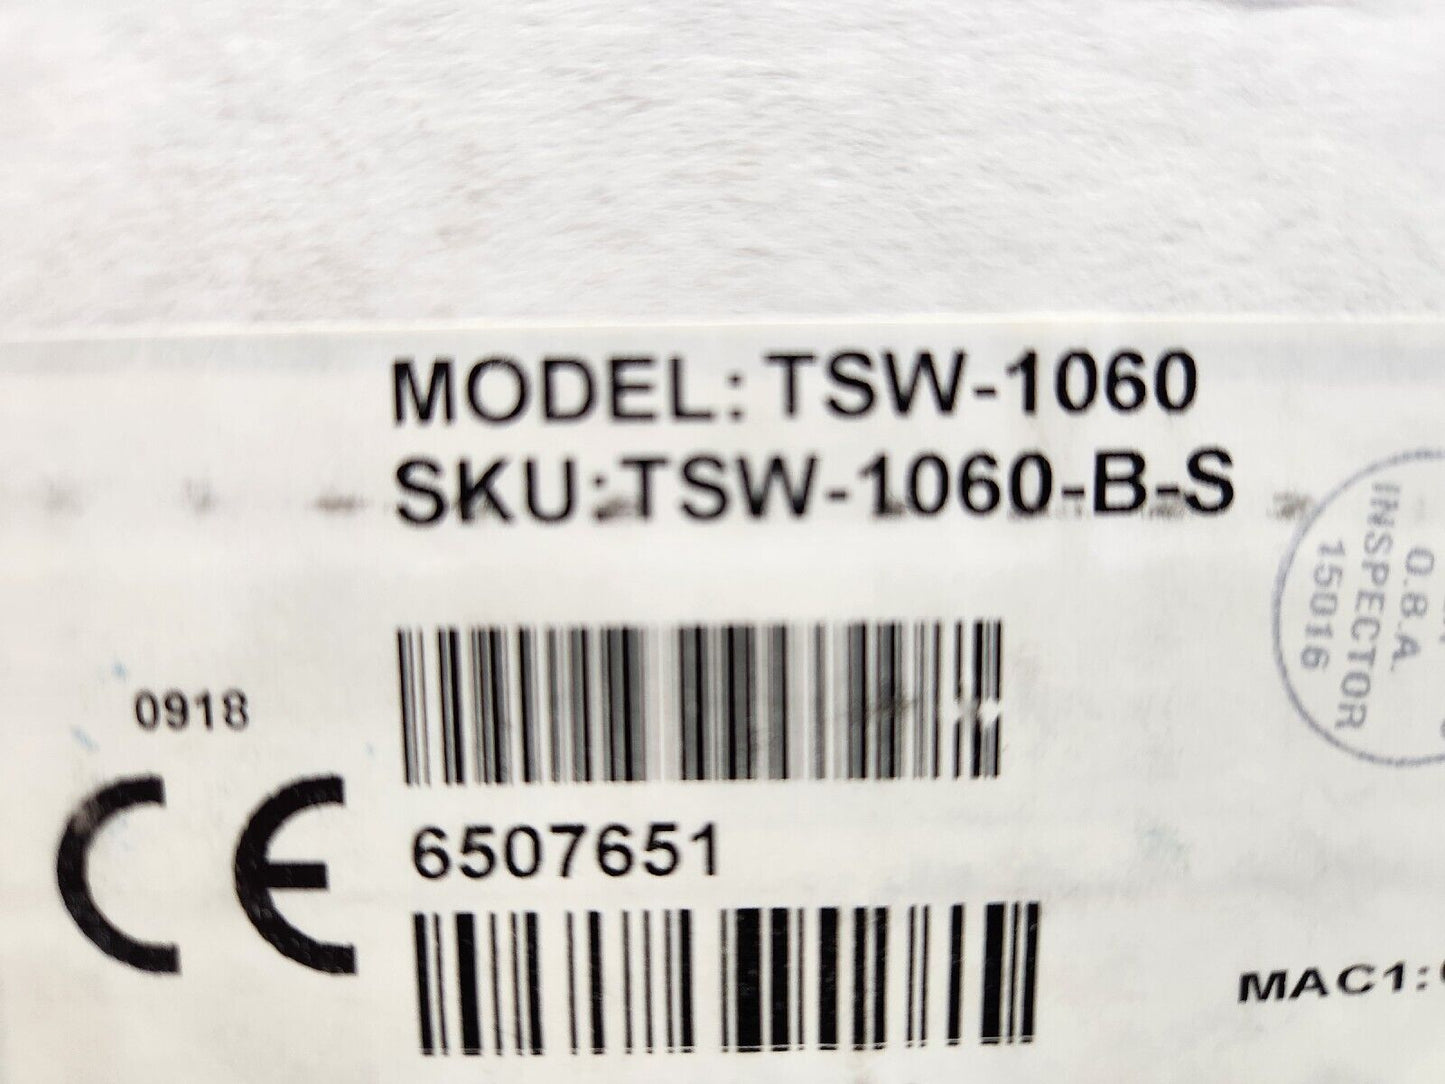 MODEL: TSW-1060
SKU:TSW-1060-B-S
0918
CE
6507651
O.B.A.
INSPECTOR
15016
MAC1: